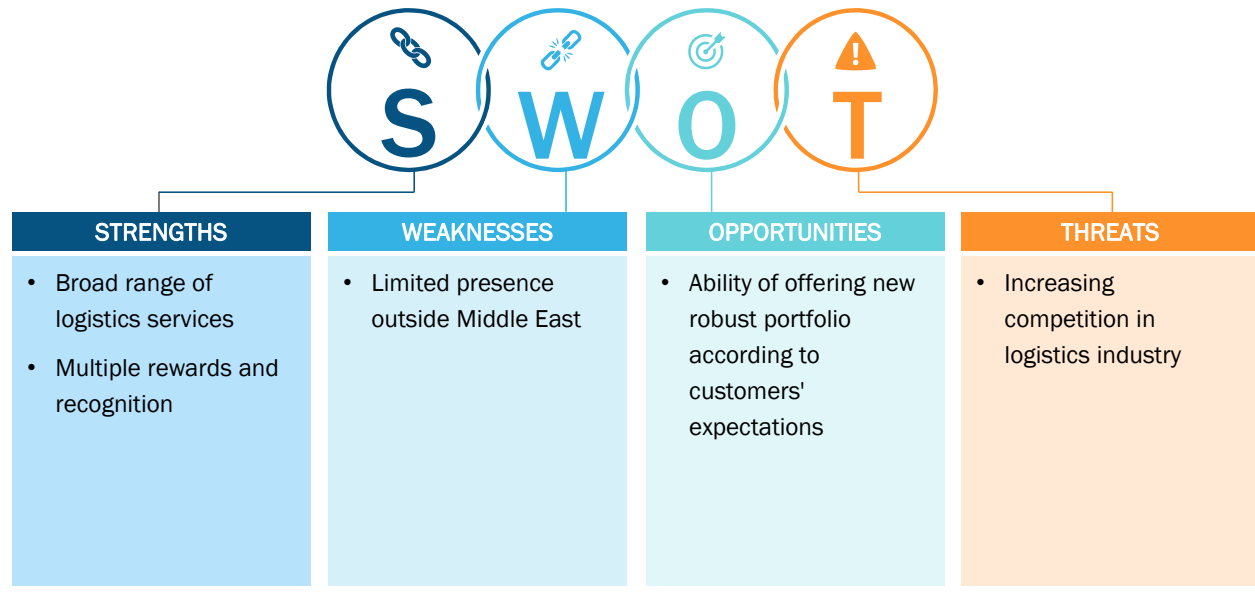 S W O T
STRENGTHS
• Broad range of
logistics services
• Multiple rewards and
recognition
WEAKNESSES
• Limited presence
outside Middle East
OPPORTUNITIES
• Ability of offering new
robust portfolio
according to
customers'
expectations
THREATS
• Increasing
competition in
logistics industry